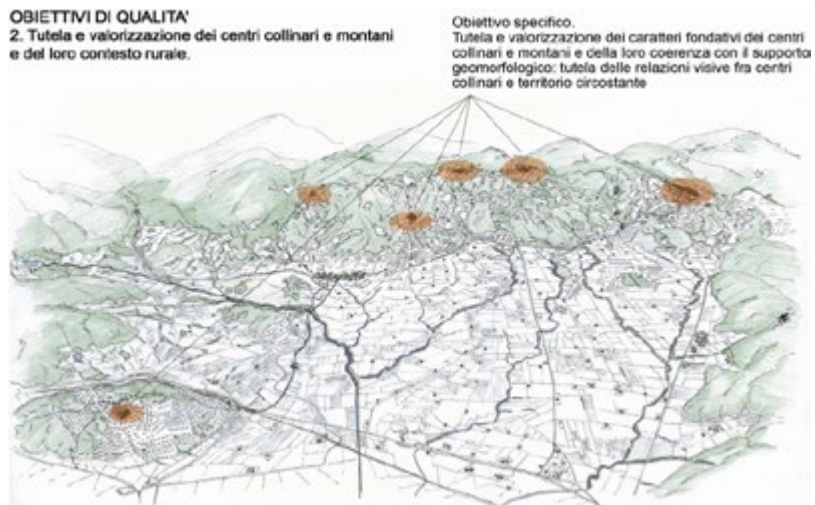 OBIETTIVI DI QUALITA'
2. Tutela e valorizzazione dei centri collinari e montani
e del loro contesto rurale.
Obiettivo specifico.
Tutela e valorizzazione dei caratteri fondativi dei centri
collinari e montani e della loro coerenza con il supporto
geomorfologico: tutela delle relazioni visive fra centri
collinari e territorio circostante